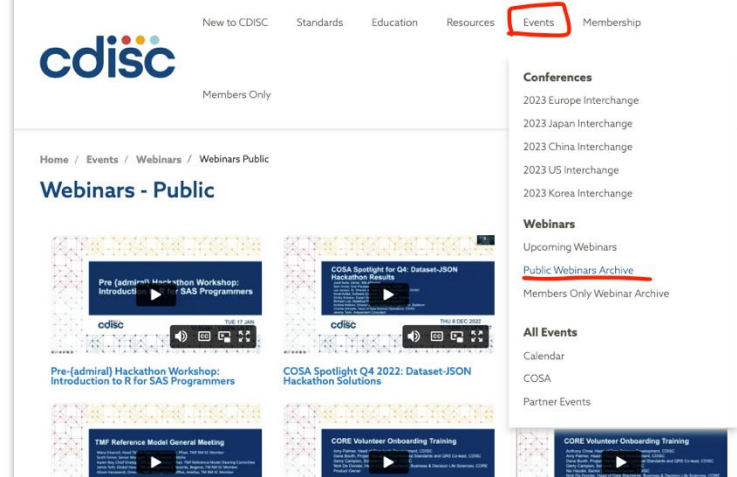 New to CDISC Standards Education Resources Events Membership
cdisc
Members Only
Conferences
2023 Europe Interchange
2023 Japan Interchange
2023 China Interchange
2023 US Interchange
2023 Korea Interchange
Webinars
Upcoming Webinars
Public Webinars Archive
Members Only Webinar Archive
All Events
Calendar
COSA
Partner Events
Home / Events / Webinars / Webinars Public
Webinars - Public
Pre {admiral} Hackathon Workshop:
for SAS Programmers
cdisc
TUE 17 JAN
COSA Spotlight for Q4: Dataset-JSON
Hackathon Results
cdisc
THU 8 DEC 2022
Pre-{admiral} Hackathon Workshop:
Introduction to R for SAS Programmers
COSA Spotlight Q4 2022: Dataset-JSON
Hackathon Solutions
TMF Reference Model General Meeting
CORE Volunteer Onboarding Training
CORE Volunteer Onboarding Training